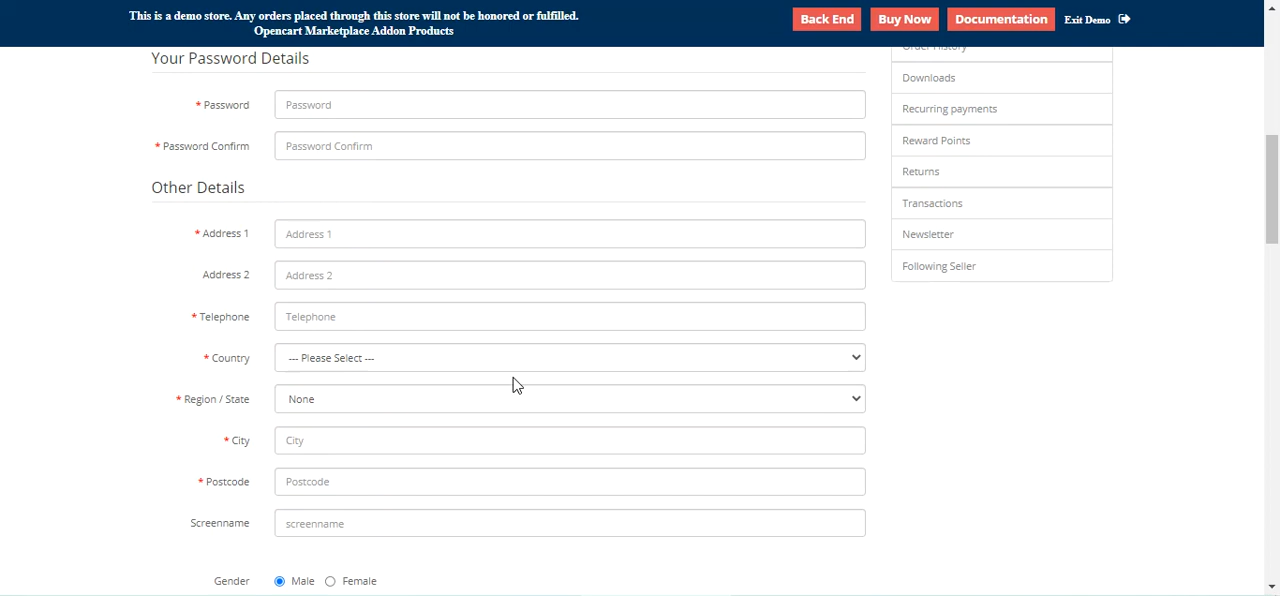 This is a demo store. Any orders placed through this store will not be honored or fulfilled.
Opencart Marketplace Addon Products
Back End
Buy Now
Documentation
Exit Demo
Your Password Details
* Password
Password
* Password Confirm
Password Confirm
Other Details
* Address 1
Address 1
Address 2
Address 2
* Telephone
Telephone
* Country
--- Please Select ---
* Region / State
None
* City
City
* Postcode
Postcode
Screenname
screenname
Gender
Male
Female
Order History
Downloads
Recurring payments
Reward Points
Returns
Transactions
Newsletter
Following Seller